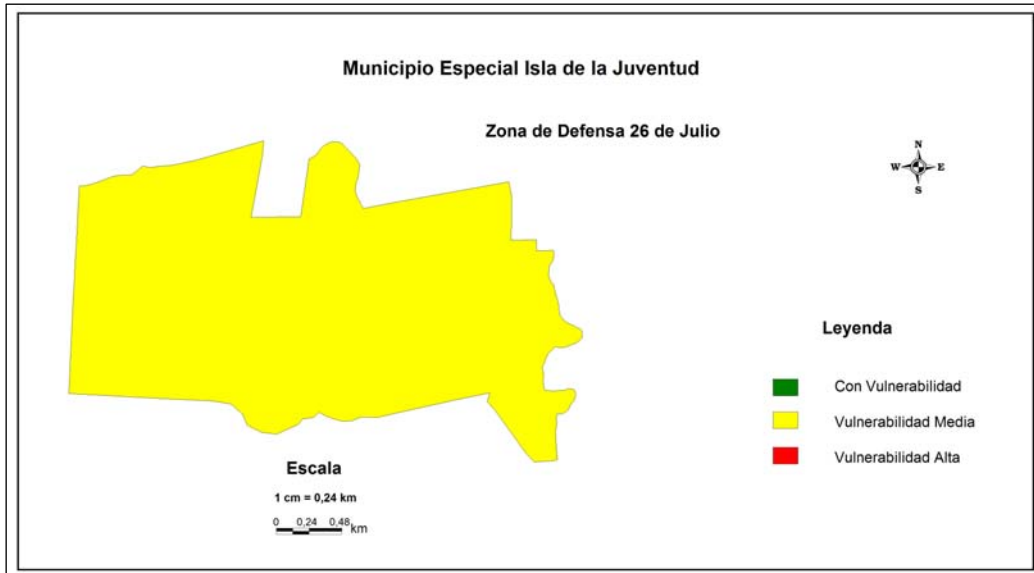 Municipio Especial Isla de la Juventud
Zona de Defensa 26 de Julio
N
W E
S
Leyenda
Con Vulnerabilidad
Vulnerabilidad Media
Vulnerabilidad Alta
Escala
1 cm = 0,24 km
0 0,24 0,48 km